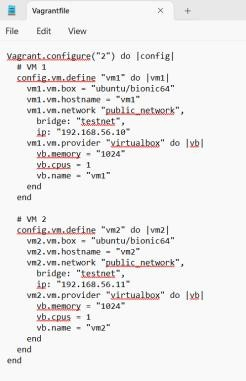 Vagrantfile
File Edit View
Vagrant.configure("2") do |config|
  # VM 1
  config.vm.define "vm1" do |vm1|
    vm1.vm.box = "ubuntu/bionic64"
    vm1.vm.hostname = "vm1"
    vm1.vm.network "public_network",
      bridge: "testnet",
      ip: "192.168.56.10"
    vm1.vm.provider "virtualbox" do |vb|
      vb.memory = "1024"
      vb.cpus = 1
      vb.name = "vm1"
    end
  end

  # VM 2
  config.vm.define "vm2" do |vm2|
    vm2.vm.box = "ubuntu/bionic64"
    vm2.vm.hostname = "vm2"
    vm2.vm.network "public_network",
      bridge: "testnet",
      ip: "192.168.56.11"
    vm2.vm.provider "virtualbox" do |vb|
      vb.memory = "1024"
      vb.cpus = 1
      vb.name = "vm2"
    end
  end
end